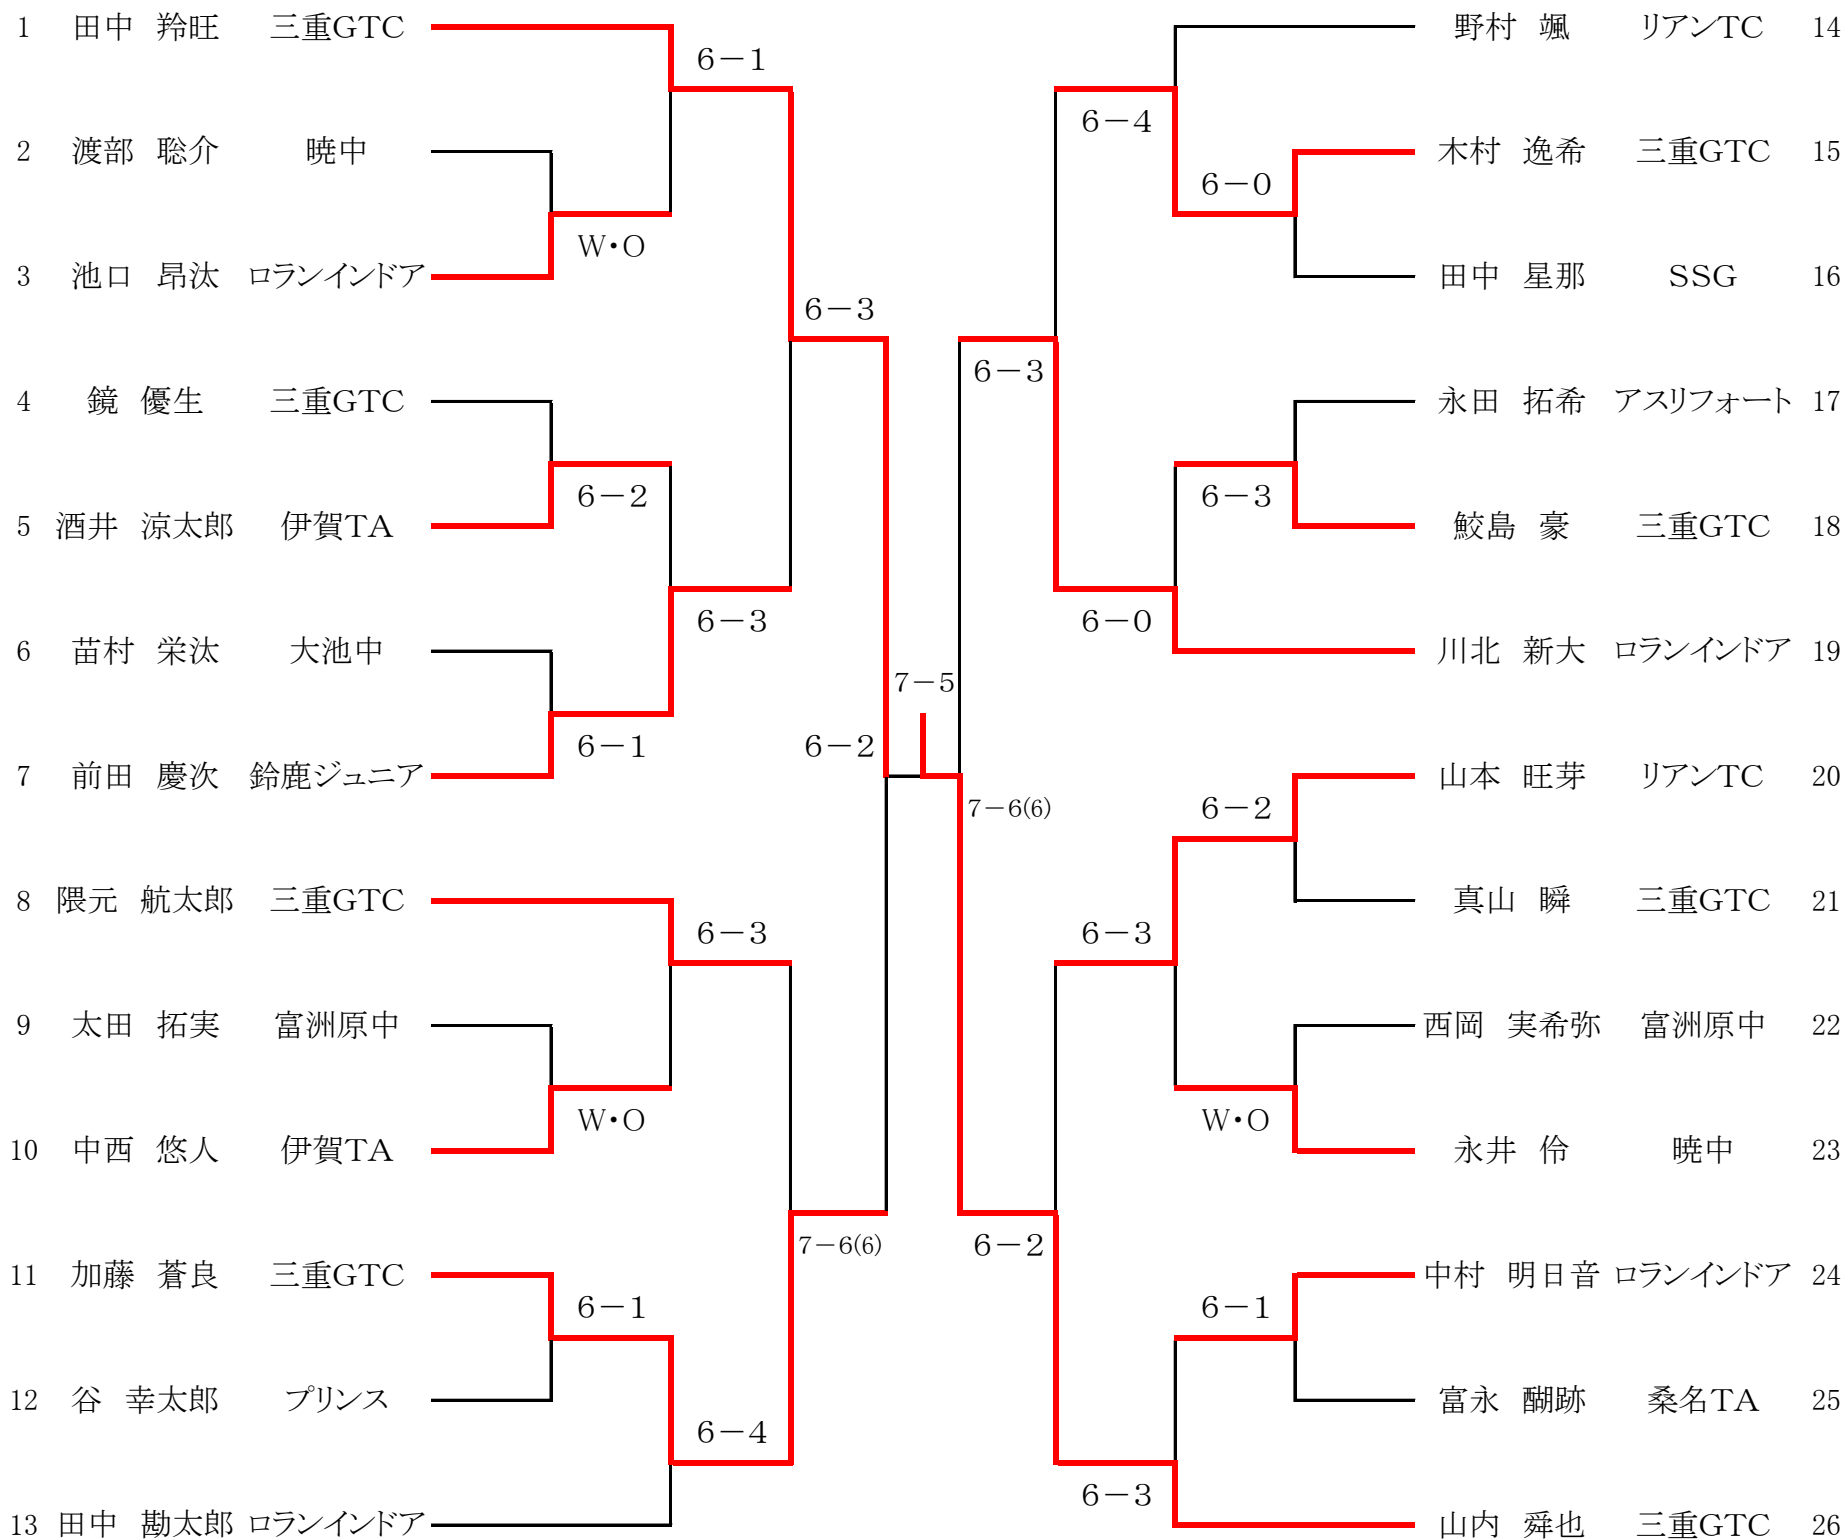 1 田中 羚旺 三重GTC
6－1
2 渡部 聡介 暁中
W・O
3 池口 昂汰 ロランインドア
6－3
4 鏡 優生 三重GTC
6－2
5 酒井 涼太郎 伊賀TA
6－3
6 苗村 栄汰 大池中
6－1
7 前田 慶次 鈴鹿ジュニア
6－2
8 隈元 航太郎 三重GTC
6－3
9 太田 拓実 富洲原中
W・O
10 中西 悠人 伊賀TA
7－6(6)
11 加藤 蒼良 三重GTC
6－1
12 谷 幸太郎 プリンス
6－4
13 田中 勘太郎 ロランインドア
7－5
7－6(6)
野村 颯 リアンTC 14
6－4
木村 逸希 三重GTC 15
6－0
田中 星那 SSG 16
6－3
永田 拓希 アスリフォート 17
6－3
鮫島 豪 三重GTC 18
6－0
川北 新大 ロランインドア 19
山本 旺芽 リアンTC 20
6－2
真山 瞬 三重GTC 21
6－3
西岡 実希弥 富洲原中 22
W・O
永井 伶 暁中 23
6－2
中村 明日音 ロランインドア 24
6－1
富永 醐跡 桑名TA 25
6－3
山内 舜也 三重GTC 26